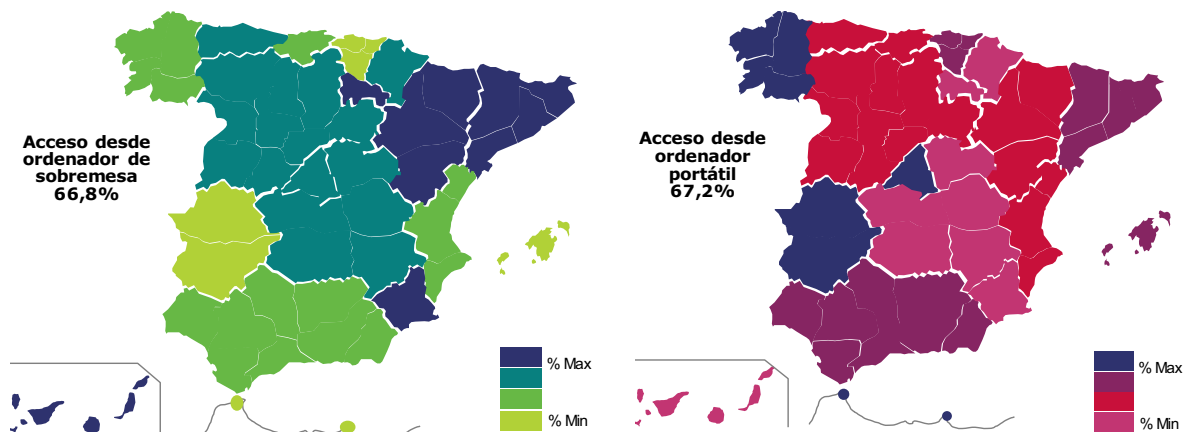 Acceso desde
ordenador de
sobremesa
66,8%
% Max
% Min
Acceso desde
ordenador
portátil
67,2%
% Max
% Min